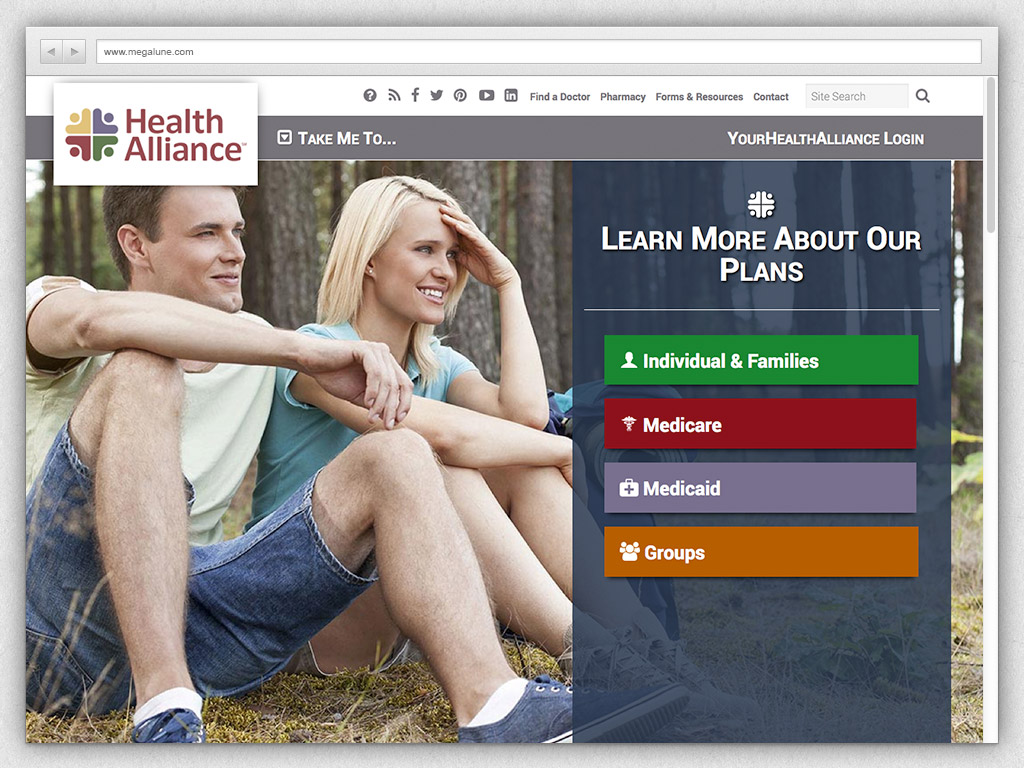 www.megalune.com
Find a Doctor Pharmacy Forms & Resources Contact Site Search
Health
Alliance™
Take Me To...
YourHealthAlliance Login
Learn More About Our
Plans
Individual & Families
Medicare
Medicaid
Groups